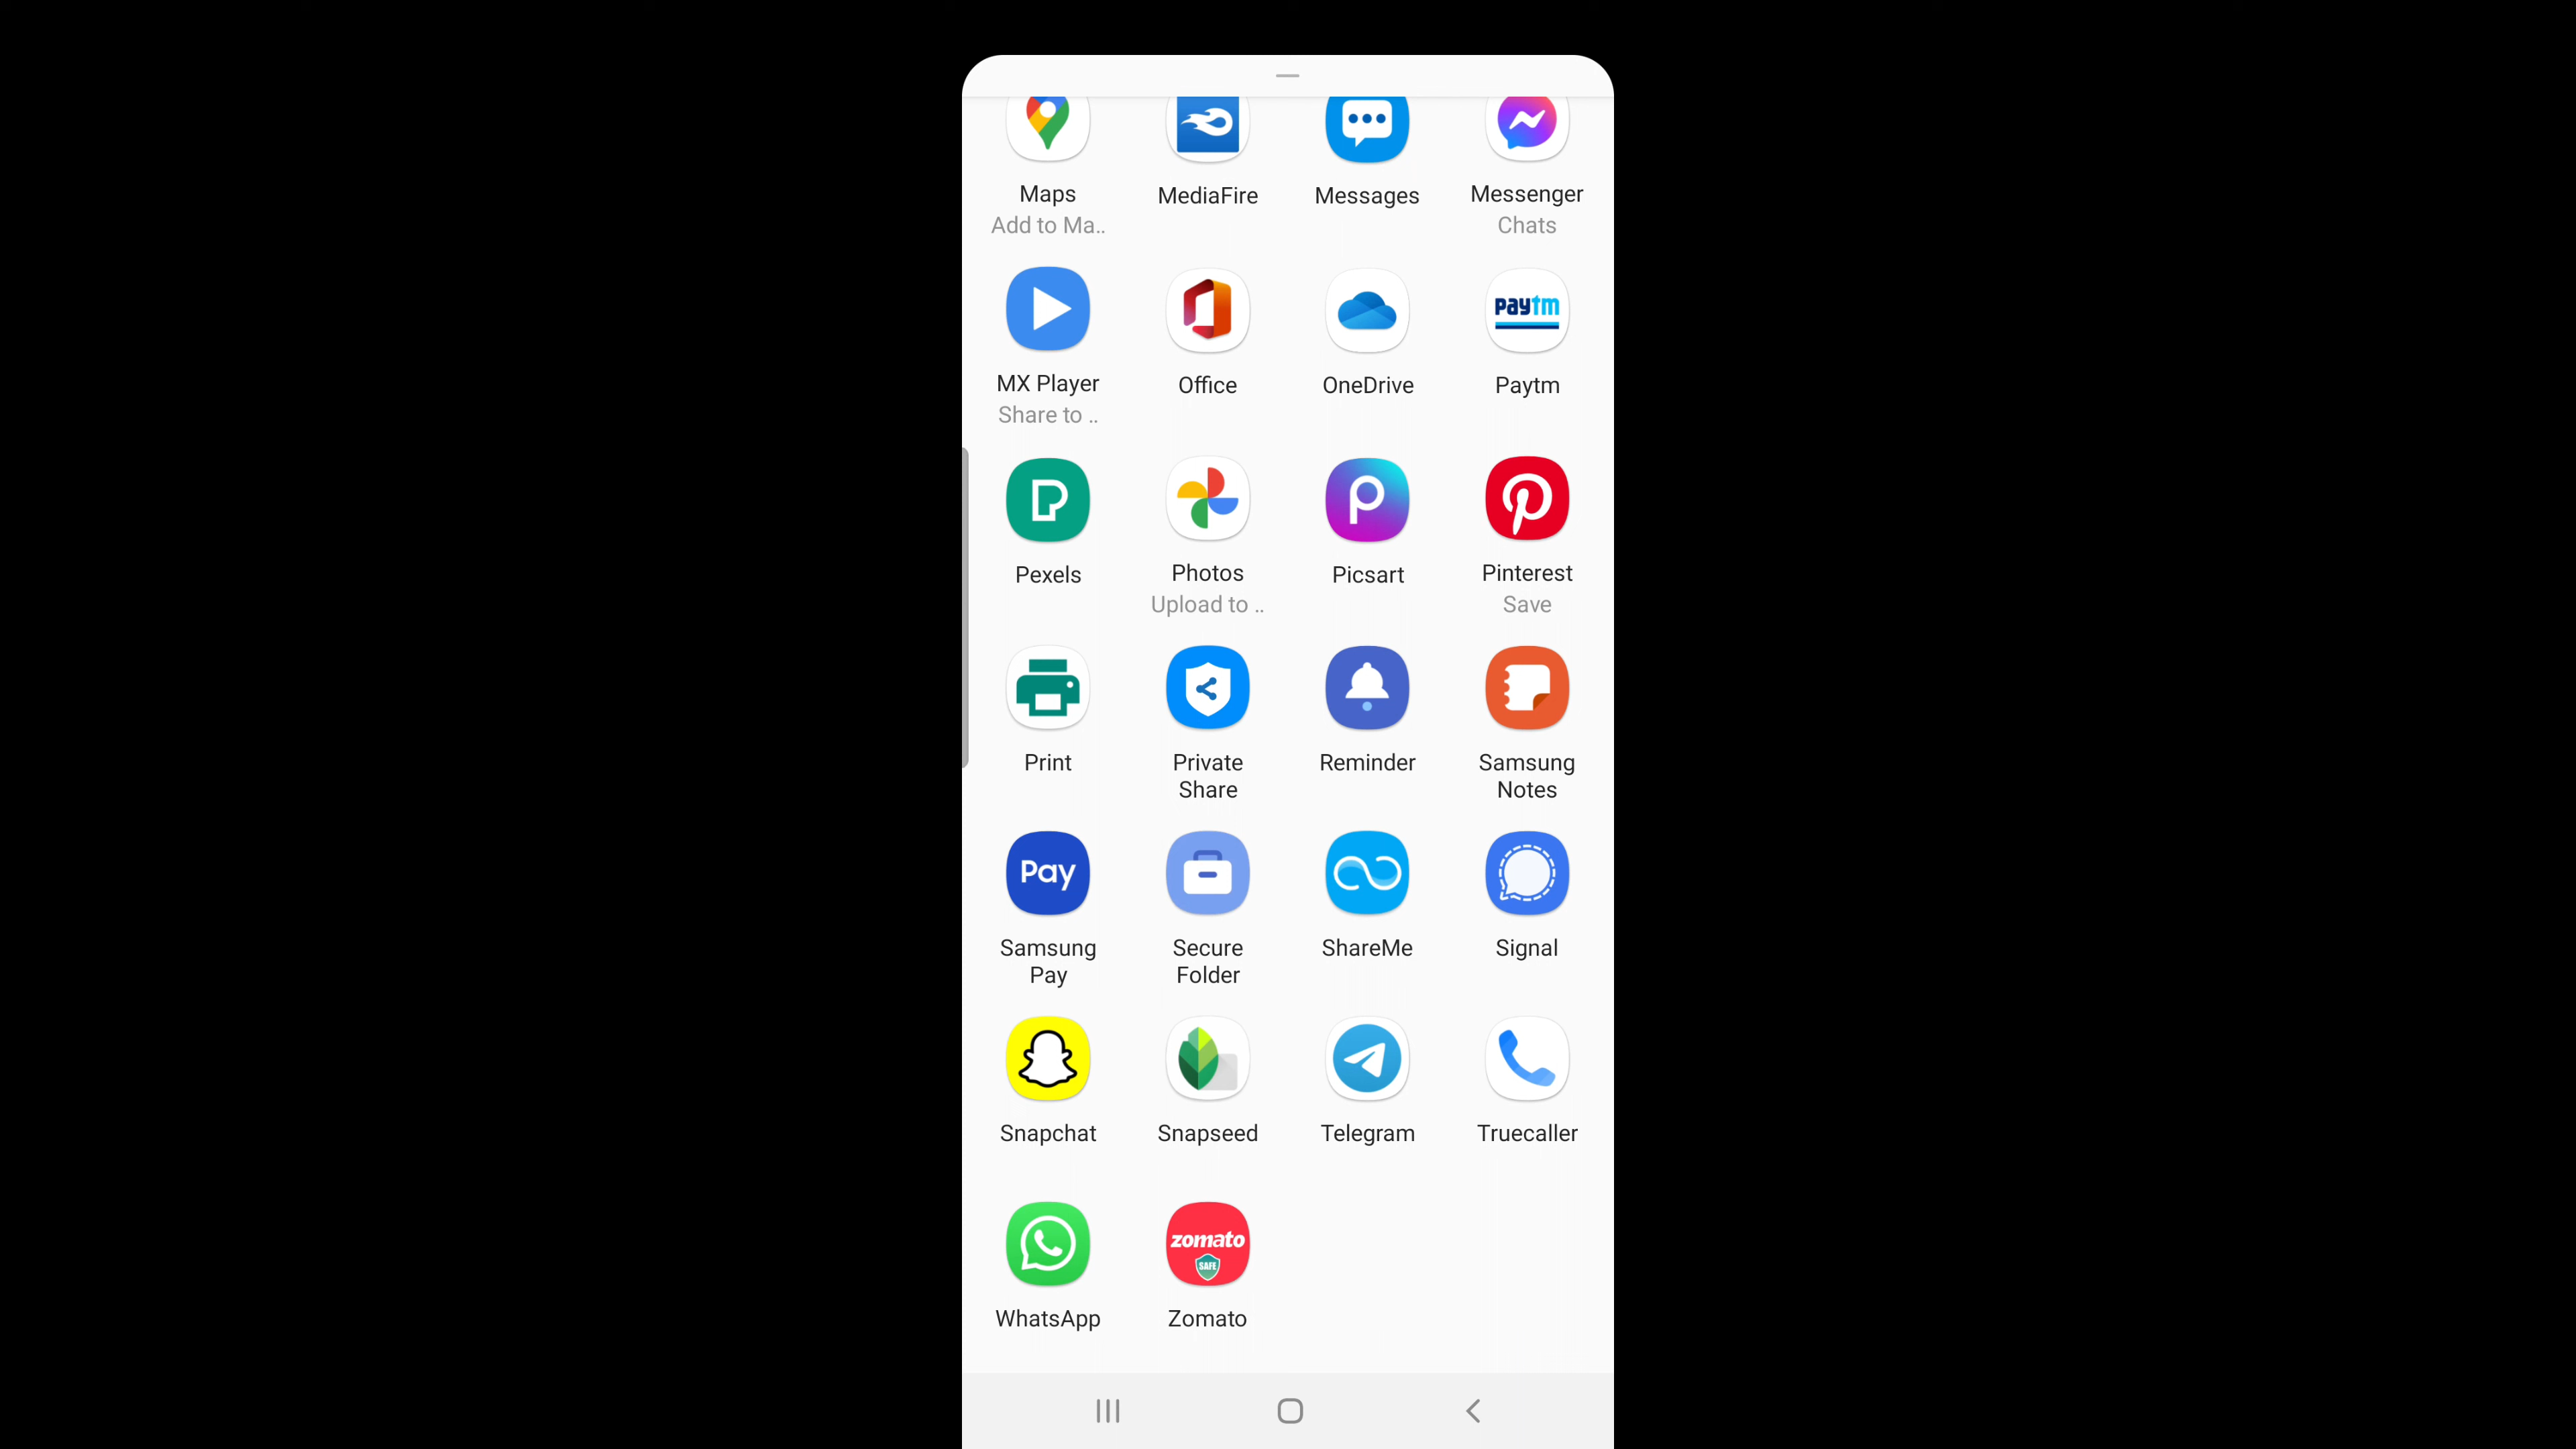 Maps
MediaFire
Messages
Messenger
Add to Ma..
Chats
paytm
MX Player
Office
OneDrive
Paytm
Share to ..
Pexels
Photos
Picsart
Pinterest
Upload to ..
Save
Print
Private
Share
Reminder
Samsung
Notes
Pay
Samsung
Pay
Secure
Folder
ShareMe
Signal
Snapchat
Snapseed
Telegram
Truecaller
zomato
SAFE
WhatsApp
Zomato